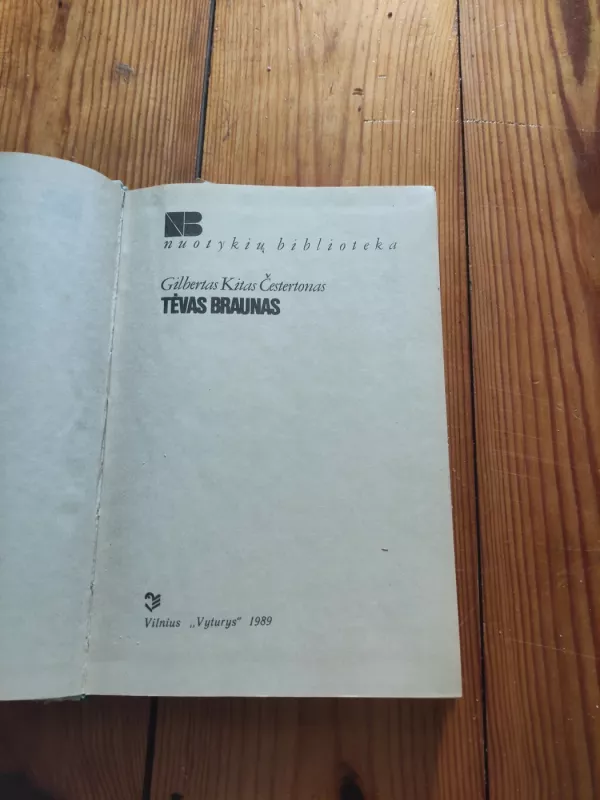 NB
nuotykių biblioteka
Gilbertas Kitas Čestertonas
TĖVAS BRAUNAS
Vilnius „Vyturys" 1989